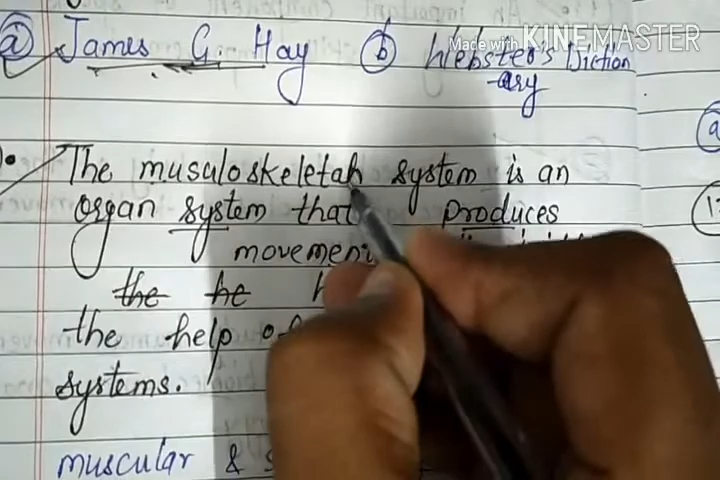 Made with KINEMASTER
(a) James G. Hay (b) Webster's Diction
-ary
The musculoskeletal system is an
organ system that produces
movement
the he
the help of
systems.
muscular &